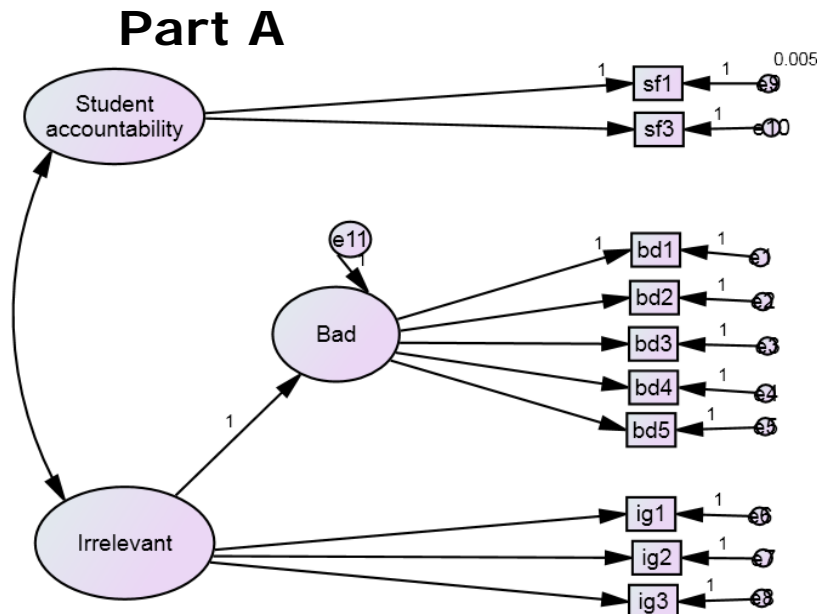 Part A
0.005
Student
accountability
1
sf1
1
e9
sf3
1
e10
e11
1
Bad
1
bd1
1
e1
bd2
1
e2
bd3
1
e3
bd4
1
e4
bd5
1
e5
1
Irrelevant
ig1
1
e6
ig2
1
e7
ig3
1
e8